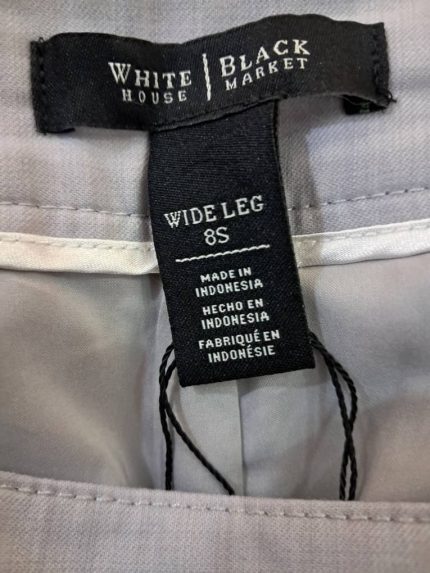 WHITE HOUSE | BLACK MARKET
WIDE LEG
8S
MADE IN
INDONESIA
HECHO EN
INDONESIA
FABRIQUÉ EN
INDONÉSIE